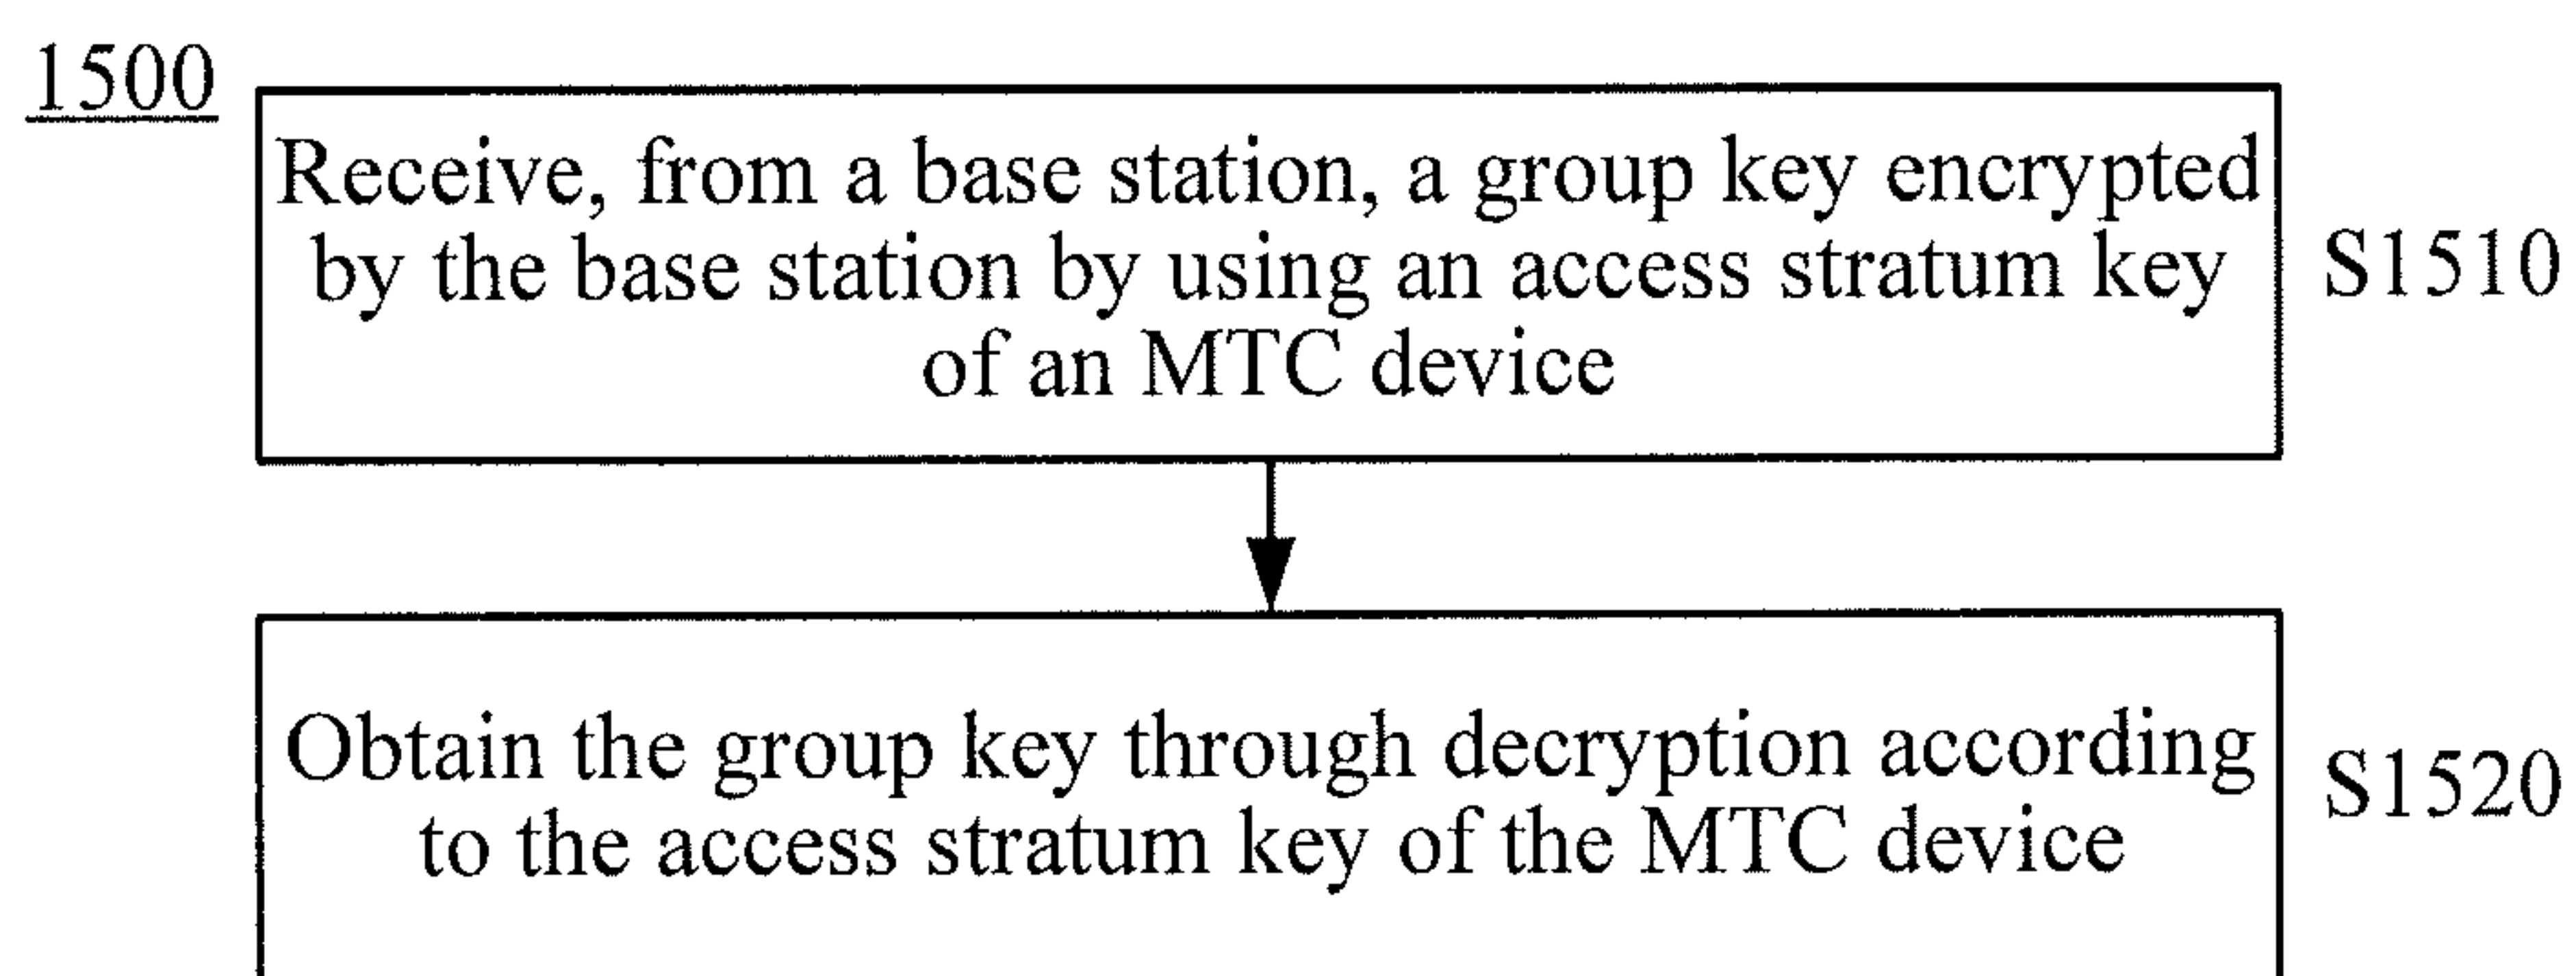 1500
Receive, from a base station, a group key encrypted
by the base station by using an access stratum key
of an MTC device
S1510
Obtain the group key through decryption according
to the access stratum key of the MTC device
S1520